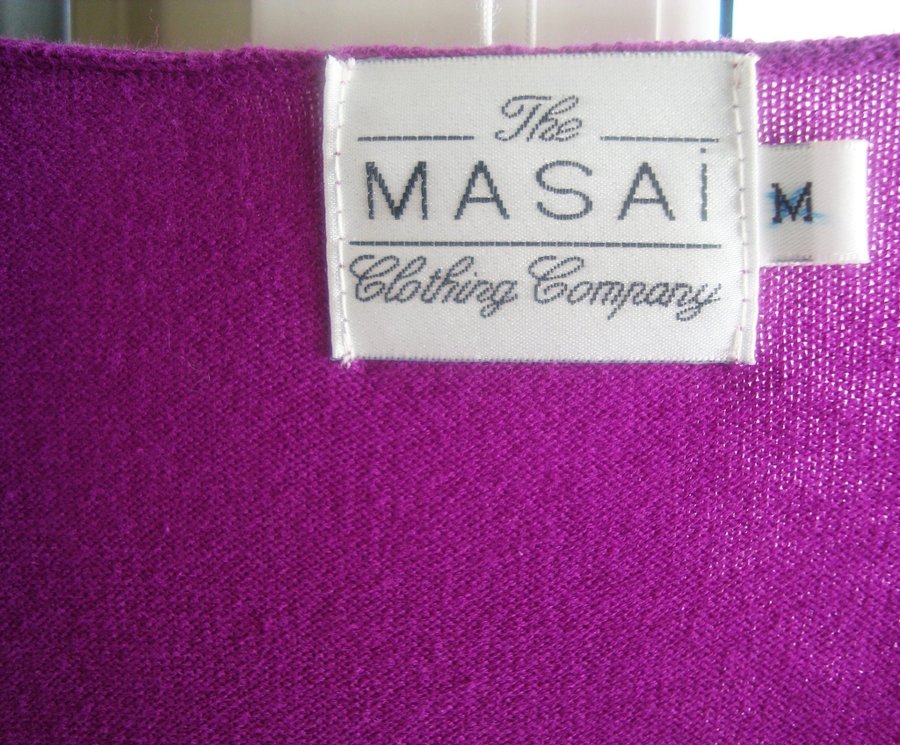 The
MASAi
Clothing Company
M